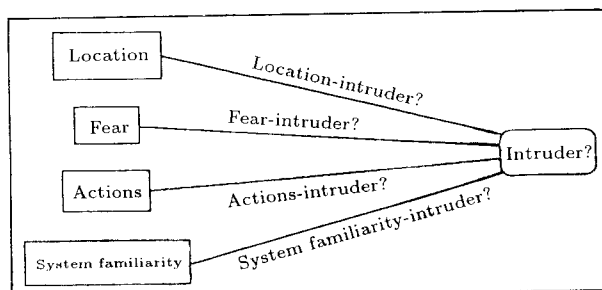 Location
Location-intruder?
Fear
Fear-intruder?
Intruder?
Actions
Actions-intruder?
System familiarity
System familiarity-intruder?